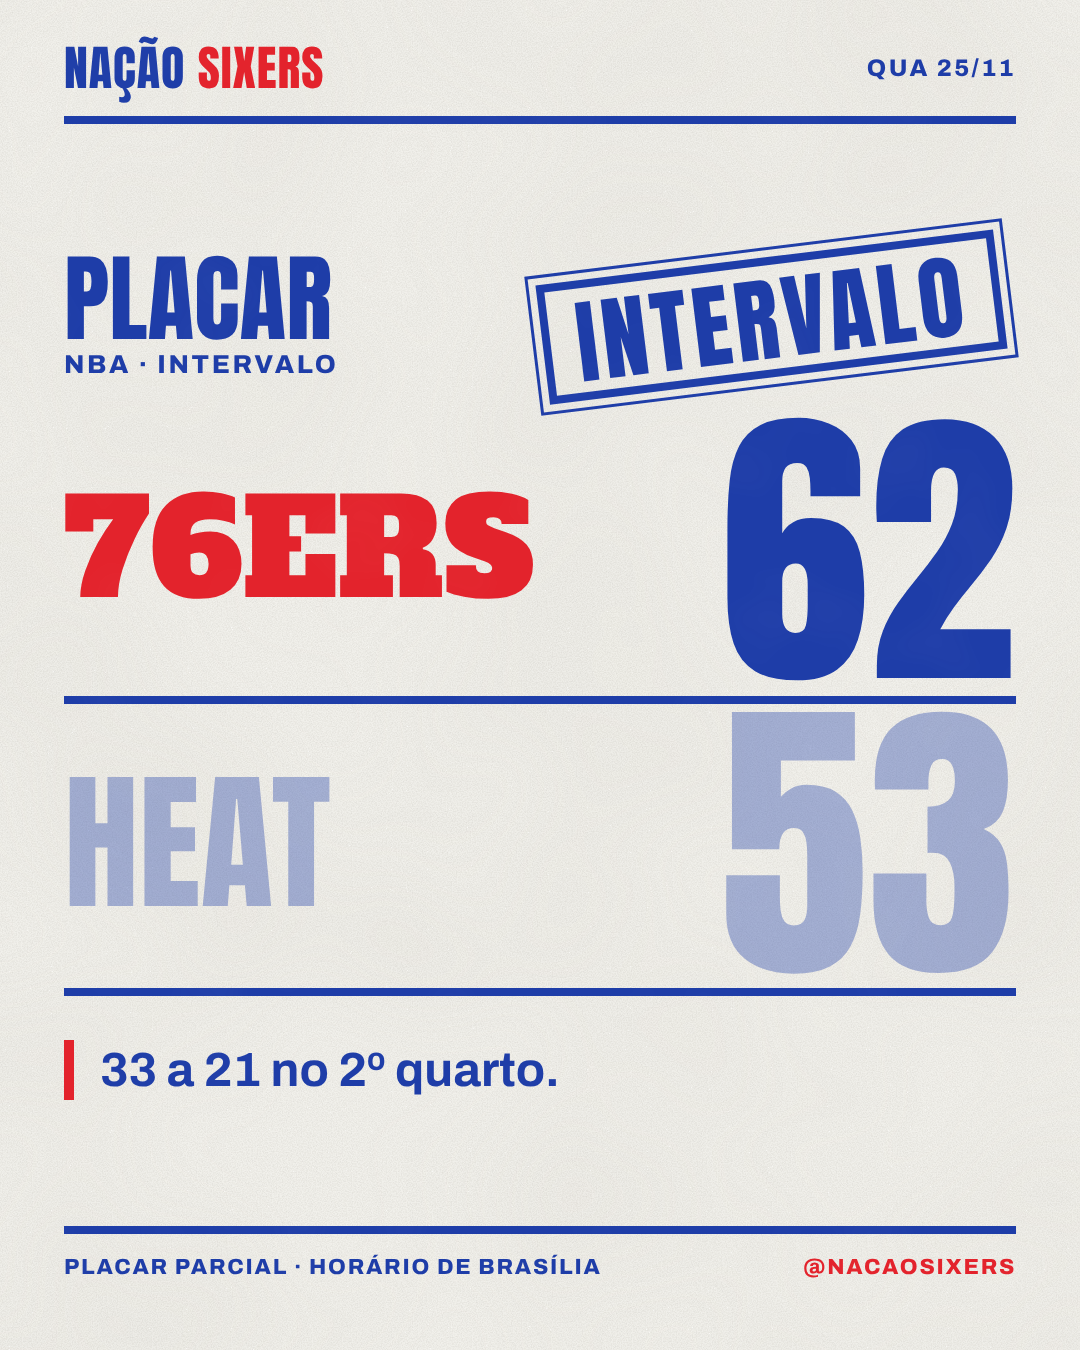 NAÇÃO SIXERS
QUA 25/11
PLACAR
NBA · INTERVALO
INTERVALO
76ERS 62
HEAT 53
33 a 21 no 2º quarto.
PLACAR PARCIAL · HORÁRIO DE BRASÍLIA
@NACAOSIXERS